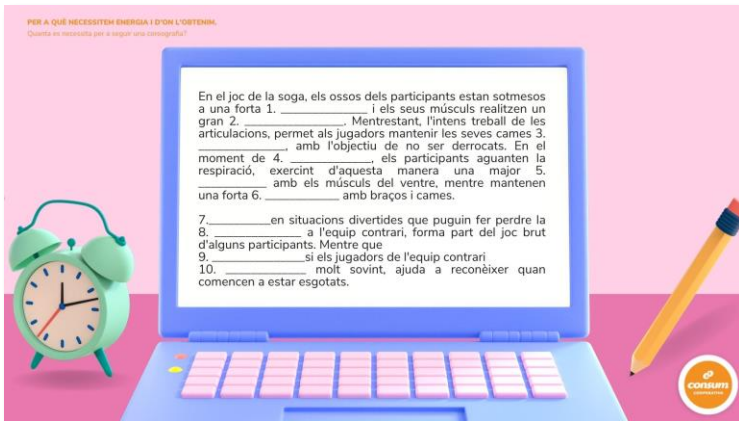 PER A QUÈ NECESSITEM ENERGIA I D'ON L'OBTENIM.
Quanta es necessita per a seguir una coreografia?
En el joc de la soga, els ossos dels participants estan sotmesos
a una forta 1. ______________ i els seus músculs realitzen un
gran 2. ________________. Mentrestant, l'intens treball de les
articulacions, permet als jugadors mantenir les seves cames 3.
______________, amb l'objectiu de no ser derrocats. En el
moment de 4. _____________, els participants aguanten la
respiració, exercint d'aquesta manera una major 5.
___________ amb els músculs del ventre, mentre mantenen
una forta 6. ____________ amb braços i cames.
7.__________en situacions divertides que puguin fer perdre la
8. ______________ a l'equip contrari, forma part del joc brut
d'alguns participants. Mentre que
9. ________________si els jugadors de l'equip contrari
10. _____________ molt sovint, ajuda a reconèixer quan
comencen a estar esgotats.
consum
COOPERATIVA